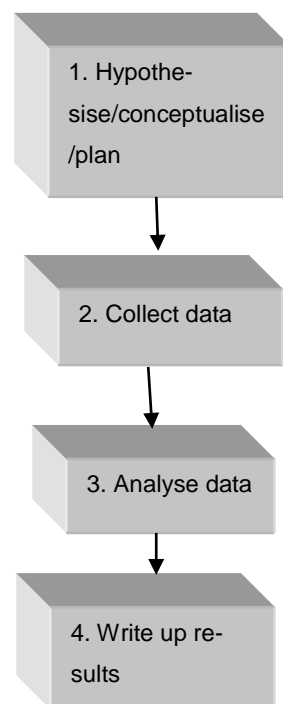 1. Hypothe-
sise/conceptualise
/plan
2. Collect data
3. Analyse data
4. Write up re-
sults